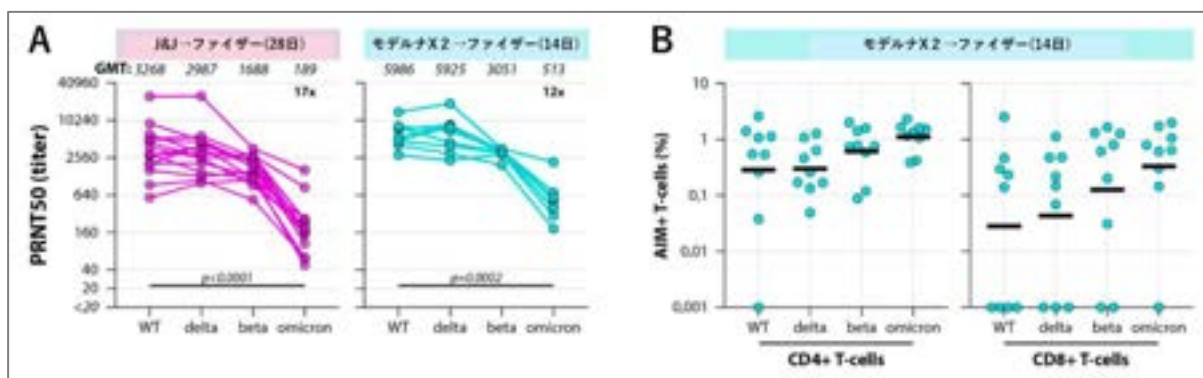 A
J&J→ファイザー(28日)
モデルナX 2→ファイザー(14日)
GMT: 3268 2987 1688 189
5986 5925 3051 513
17x
12x
PRNT50 (titer)
40960
10240
2560
640
160
40
20
<20
p<0.0001
p=0.0002
WT delta beta omicron
WT delta beta omicron
B
モデルナX 2→ファイザー(14日)
AIM+ T-cells (%)
10
1
0,1
0,01
0,001
WT delta beta omicron
WT delta beta omicron
CD4+ T-cells
CD8+ T-cells